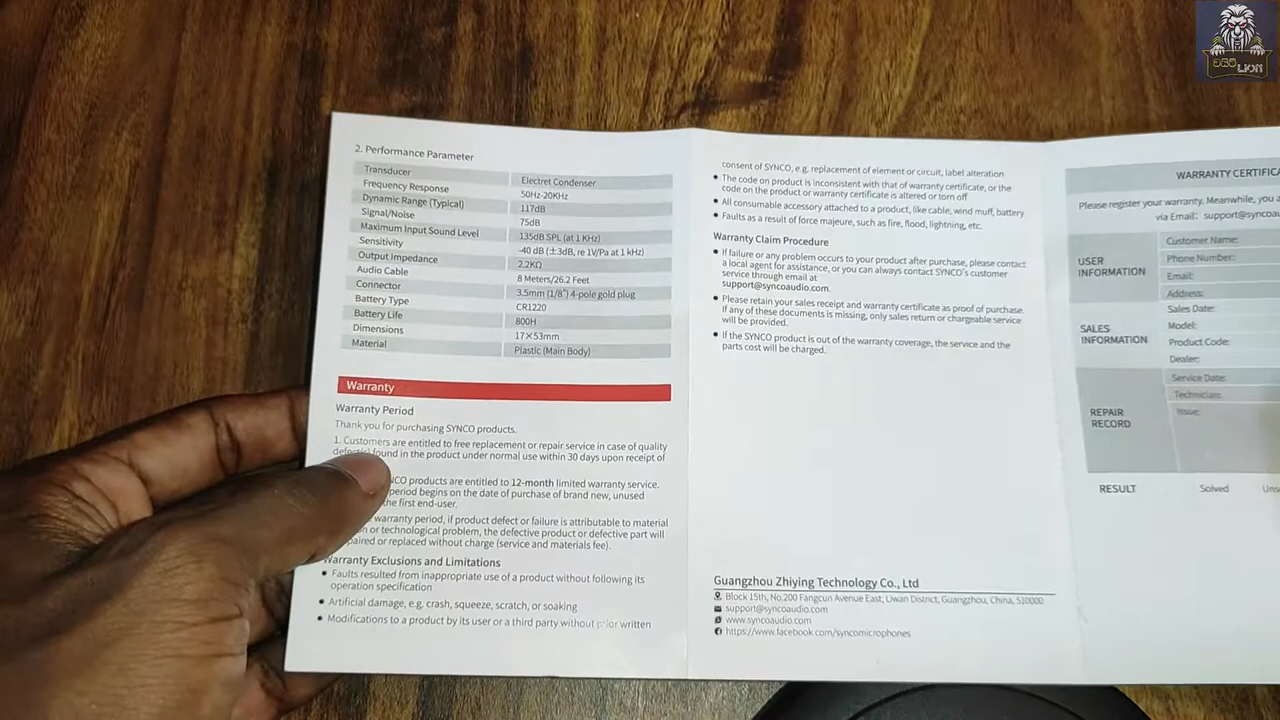 වයිට් LION
2. Performance Parameter
Transducer Electret Condenser
Frequency Response 50Hz-20KHz
Dynamic Range (Typical) 117dB
Signal/Noise 75dB
Maximum Input Sound Level 135dB SPL (at 1 KHz)
Sensitivity -40 dB (±3dB, re 1V/Pa at 1 kHz)
Output Impedance 2.2KΩ
Audio Cable 8 Meters/26.2 Feet
Connector 3.5mm (1/8") 4-pole gold plug
Battery Type CR1220
Battery Life 800H
Dimensions 17×53mm
Material Plastic (Main Body)
Warranty
Warranty Period
Thank you for purchasing SYNCO products.
1. Customers are entitled to free replacement or repair service in case of quality
defect(s) found in the product under normal use within 30 days upon receipt of
products are entitled to 12-month limited warranty service.
period begins on the date of purchase of brand new, unused
the first end-user.
warranty period, if product defect or failure is attributable to material
or technological problem, the defective product or defective part will
repaired or replaced without charge (service and materials fee).
Warranty Exclusions and Limitations
● Faults resulted from inappropriate use of a product without following its
operation specification
● Artificial damage, e.g. crash, squeeze, scratch, or soaking
● Modifications to a product by its user or a third party without prior written
consent of SYNCO, e.g. replacement of element or circuit, label alteration
● The code on product is inconsistent with that of warranty certificate, or the
code on the product or warranty certificate is altered or torn off
● All consumable accessory attached to a product, like cable, wind muff, battery
● Faults as a result of force majeure, such as fire, flood, lightning, etc.
Warranty Claim Procedure
● If failure or any problem occurs to your product after purchase, please contact
a local agent for assistance, or you can always contact SYNCO's customer
service through email at
support@syncoaudio.com.
● Please retain your sales receipt and warranty certificate as proof of purchase.
If any of these documents is missing, only sales return or chargeable service
will be provided.
● If the SYNCO product is out of the warranty coverage, the service and the
parts cost will be charged.
Guangzhou Zhiying Technology Co., Ltd
Block 15th, No.200 Fangcun Avenue East, Liwan District, Guangzhou, China, 510000
support@syncoaudio.com
www.syncoaudio.com
https://www.facebook.com/syncomicrophones
WARRANTY
Please register your warranty. Meanwhile, you
via Email: 
USER
INFORMATION
Customer Name:
Phone Number:
Email:
Address:
SALES
INFORMATION
Sales Date:
Model:
Product Code:
Dealer:
REPAIR
RECORD
Service Date:
Technician:
Issue:
RESULT Solved